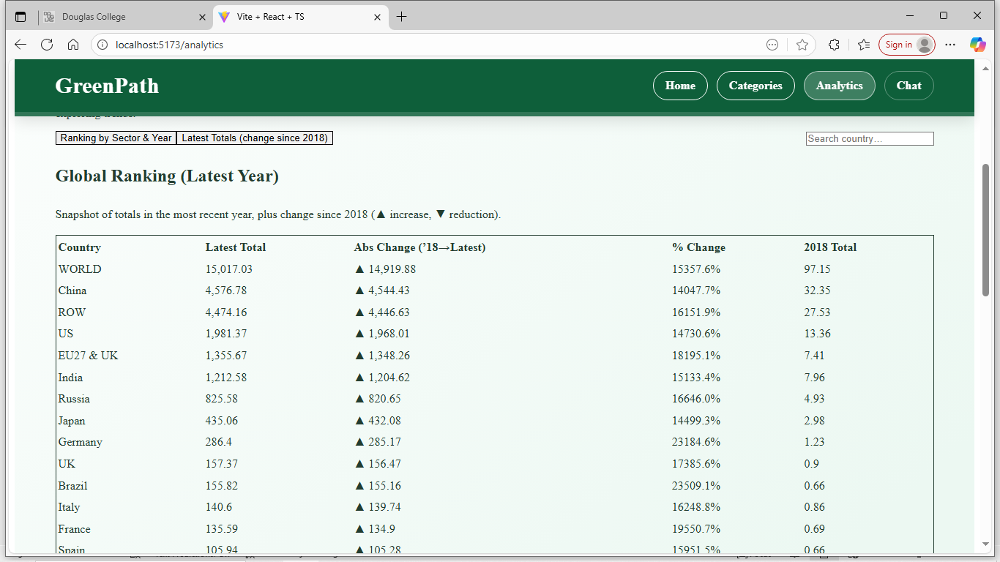 Douglas College
Vite + React + TS
localhost:5173/analytics
Sign in
GreenPath
Home
Categories
Analytics
Chat
Ranking by Sector & Year
Latest Totals (change since 2018)
Search country…
Global Ranking (Latest Year)
Snapshot of totals in the most recent year, plus change since 2018 (▲ increase, ▼ reduction).
Country Latest Total Abs Change (’18→Latest) % Change 2018 Total
WORLD 15,017.03 ▲ 14,919.88 15357.6% 97.15
China 4,576.78 ▲ 4,544.43 14047.7% 32.35
ROW 4,474.16 ▲ 4,446.63 16151.9% 27.53
US 1,981.37 ▲ 1,968.01 14730.6% 13.36
EU27 & UK 1,355.67 ▲ 1,348.26 18195.1% 7.41
India 1,212.58 ▲ 1,204.62 15133.4% 7.96
Russia 825.58 ▲ 820.65 16646.0% 4.93
Japan 435.06 ▲ 432.08 14499.3% 2.98
Germany 286.4 ▲ 285.17 23184.6% 1.23
UK 157.37 ▲ 156.47 17385.6% 0.9
Brazil 155.82 ▲ 155.16 23509.1% 0.66
Italy 140.6 ▲ 139.74 16248.8% 0.86
France 135.59 ▲ 134.9 19550.7% 0.69
Spain 105.94 ▲ 105.28 15951.5% 0.66